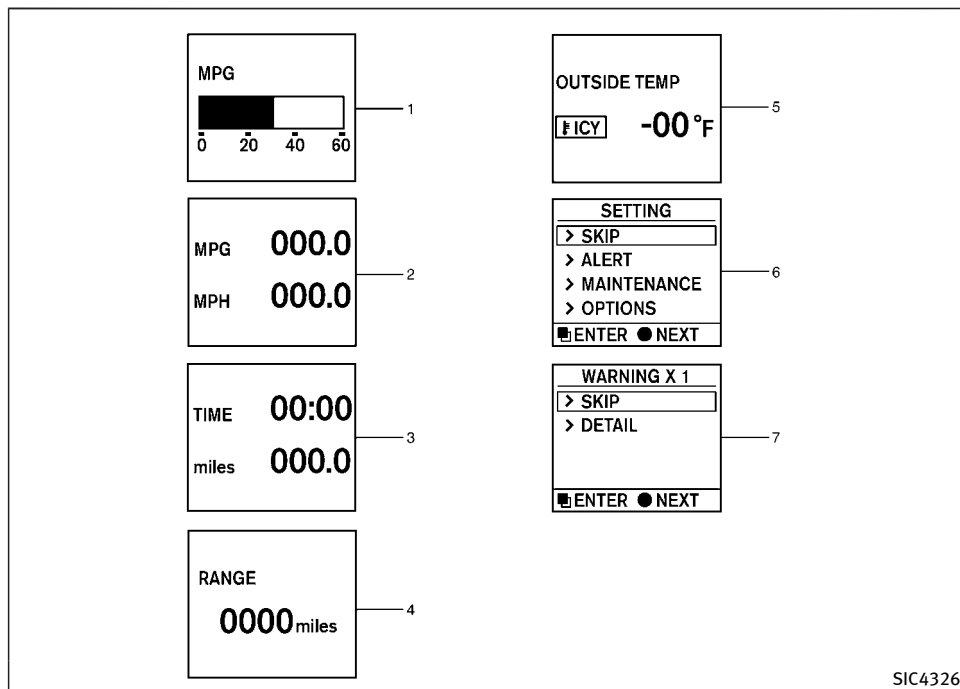 MPG
0 20 40 60
1
MPG 000.0
MPH 000.0
2
TIME 00:00
miles 000.0
3
RANGE
0000 miles
4
OUTSIDE TEMP
ICY -00 °F
5
SETTING
> SKIP
> ALERT
> MAINTENANCE
> OPTIONS
ENTER ● NEXT
6
WARNING X 1
> SKIP
> DETAIL
ENTER ● NEXT
7
SIC4326